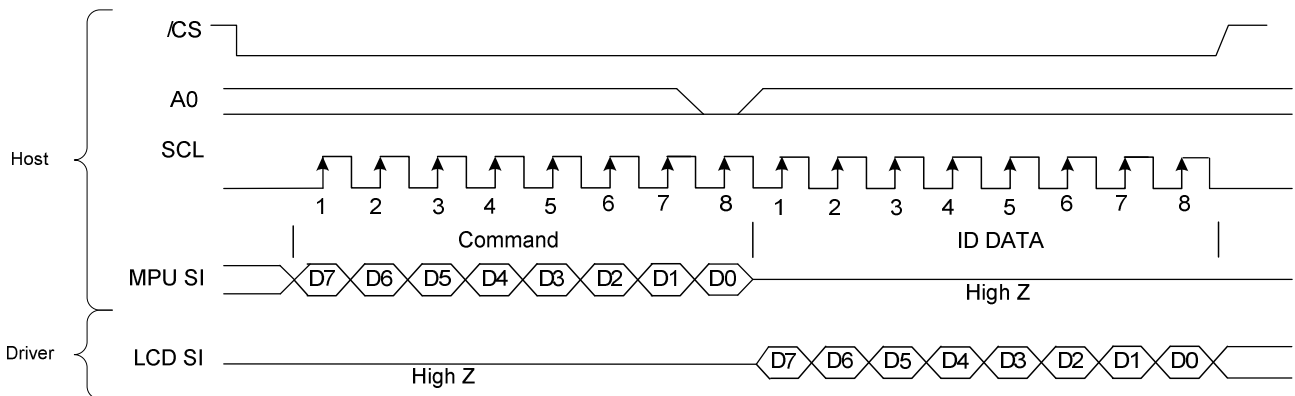 /CS
A0
Host
SCL
1 2 3 4 5 6 7 8 1 2 3 4 5 6 7 8
Command ID DATA
MPU SI D7 D6 D5 D4 D3 D2 D1 D0 High Z
Driver LCD SI High Z D7 D6 D5 D4 D3 D2 D1 D0